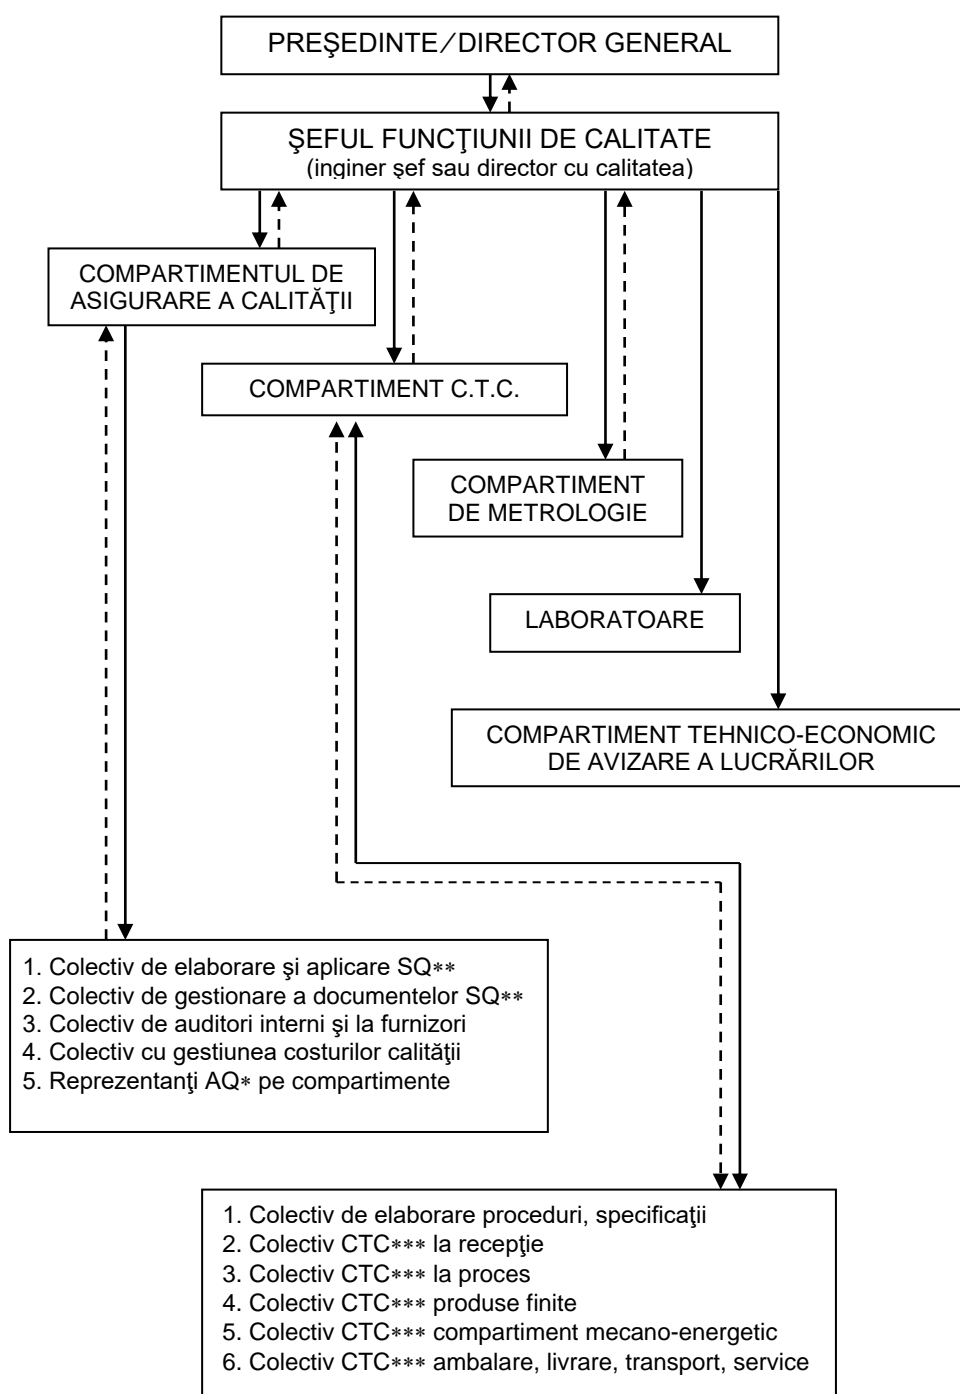 PREŞEDINTE/DIRECTOR GENERAL
ŞEFUL FUNCŢIUNII DE CALITATE
(inginer şef sau director cu calitatea)
COMPARTIMENTUL DE
ASIGURARE A CALITĂŢII
COMPARTIMENT C.T.C.
COMPARTIMENT
DE METROLOGIE
LABORATOARE
COMPARTIMENT TEHNICO-ECONOMIC
DE AVIZARE A LUCRĂRILOR
1. Colectiv de elaborare şi aplicare SQ**
2. Colectiv de gestionare a documentelor SQ**
3. Colectiv de auditori interni şi la furnizori
4. Colectiv cu gestiunea costurilor calităţii
5. Reprezentanţi AQ* pe compartimente
1. Colectiv de elaborare proceduri, specificaţii
2. Colectiv CTC*** la recepţie
3. Colectiv CTC*** la proces
4. Colectiv CTC*** produse finite
5. Colectiv CTC*** compartiment mecano-energetic
6. Colectiv CTC*** ambalare, livrare, transport, service